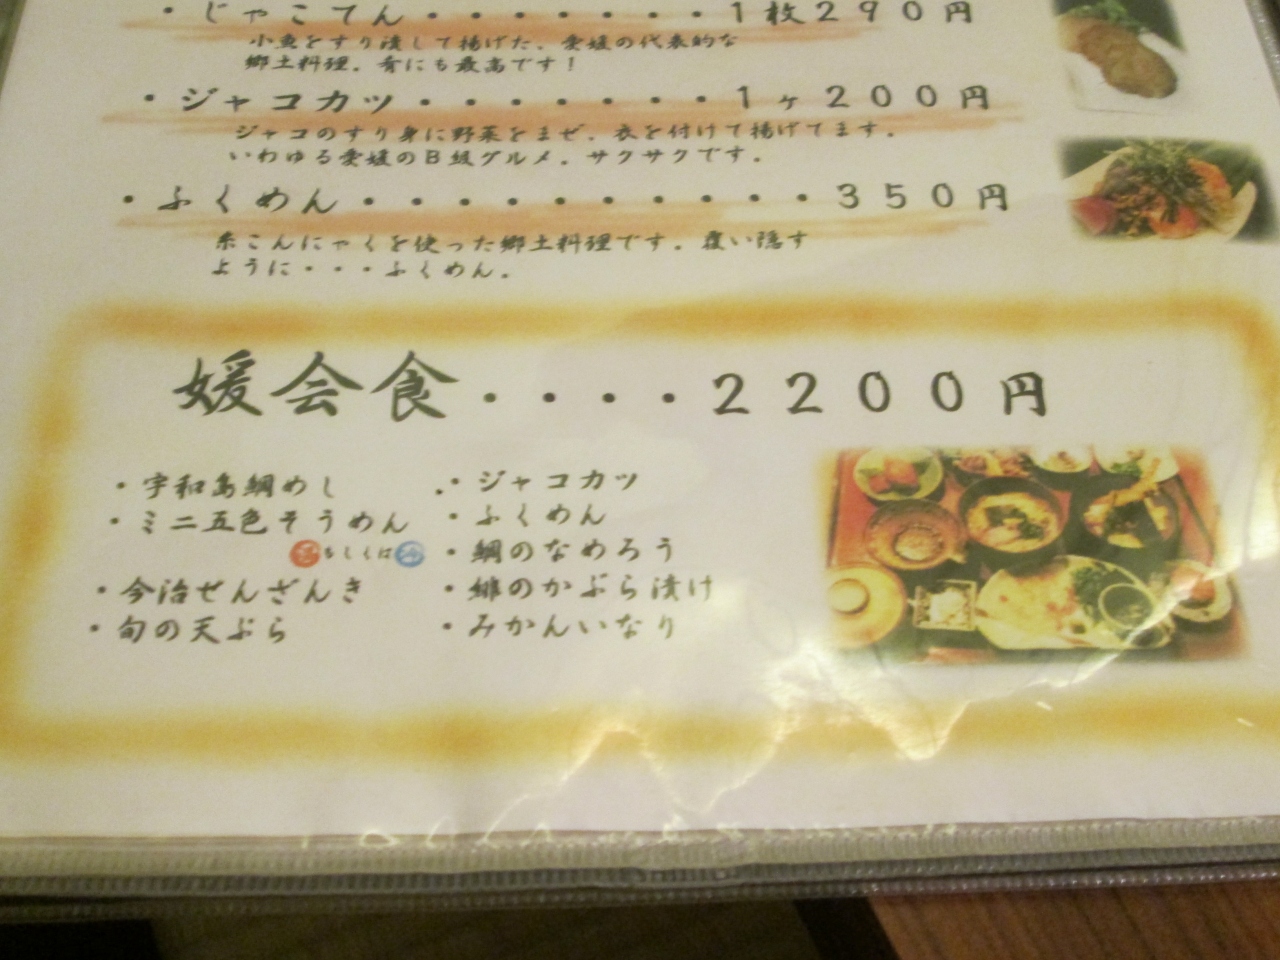 ・じゃこてん・・・・・・・1枚290円
小魚をすり潰して揚げた、愛媛の代表的な
郷土料理。肴にも最高です！
・ジャコカツ・・・・・・・1ヶ200円
ジャコのすり身に野菜をまぜ、衣を付けて揚げてます。
いわゆる愛媛のB級グルメ。サクサクです。
・ふくめん・・・・・・・・・・350円
糸こんにゃくを使った郷土料理です。覆い隠す
ように・・・ふくめん。
媛会食・・・・2200円
・宇和島鯛めし
・ミニ五色そうめん
温もしくは冷
・今治せんざんき
・旬の天ぷら
・ジャコカツ
・ふくめん
・鯛のなめろう
・緋のかぶら漬け
・みかんいなり